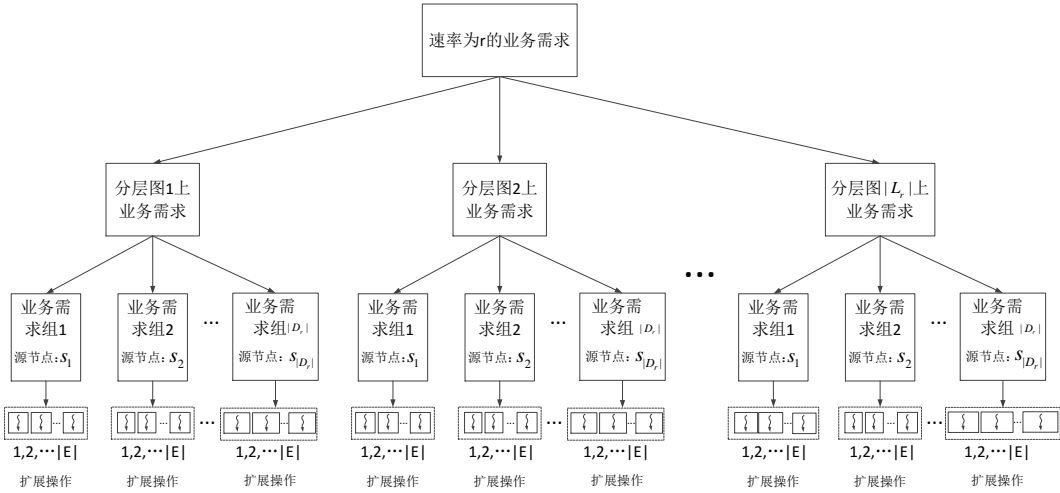 速率为r的业务需求
分层图1上
业务需求
分层图2上
业务需求
分层图|L_r|上
业务需求
...
业务需
求组1
源节点:s_1
业务需
求组2
源节点:s_2
...
业务需
求组|D_r|
源节点:s_{|D_r|}
业务需
求组1
源节点:s_1
业务需
求组2
源节点:s_2
...
业务需
求组|D_r|
源节点:s_{|D_r|}
业务需
求组1
源节点:s_1
业务需
求组2
源节点:s_2
...
业务需
求组|D_r|
源节点:s_{|D_r|}
... ... ... ... ... ... ... ... ... ... ... ...
1,2,…|E| 1,2,…|E| 1,2,…|E| 1,2,…|E| 1,2,…|E| 1,2,…|E| 1,2,…|E| 1,2,…|E| 1,2,…|E|
扩展操作 扩展操作 扩展操作 扩展操作 扩展操作 扩展操作 扩展操作 扩展操作 扩展操作